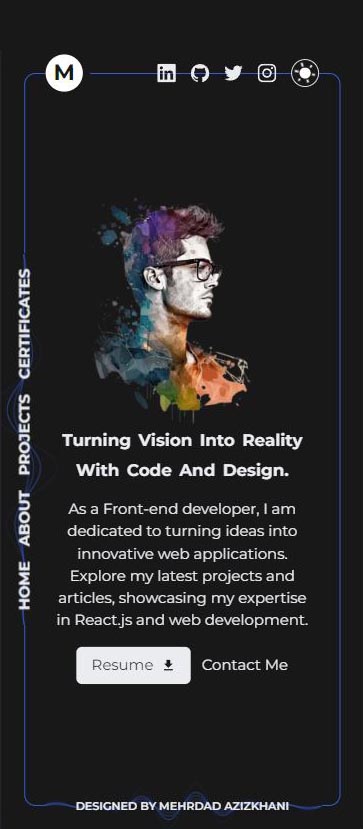 M
Turning Vision Into Reality
With Code And Design.
As a Front-end developer, I am
dedicated to turning ideas into
innovative web applications.
Explore my latest projects and
articles, showcasing my expertise
in React.js and web development.
Resume
Contact Me
HOME ABOUT PROJECTS CERTIFICATES
DESIGNED BY MEHRDAD AZIZKHANI